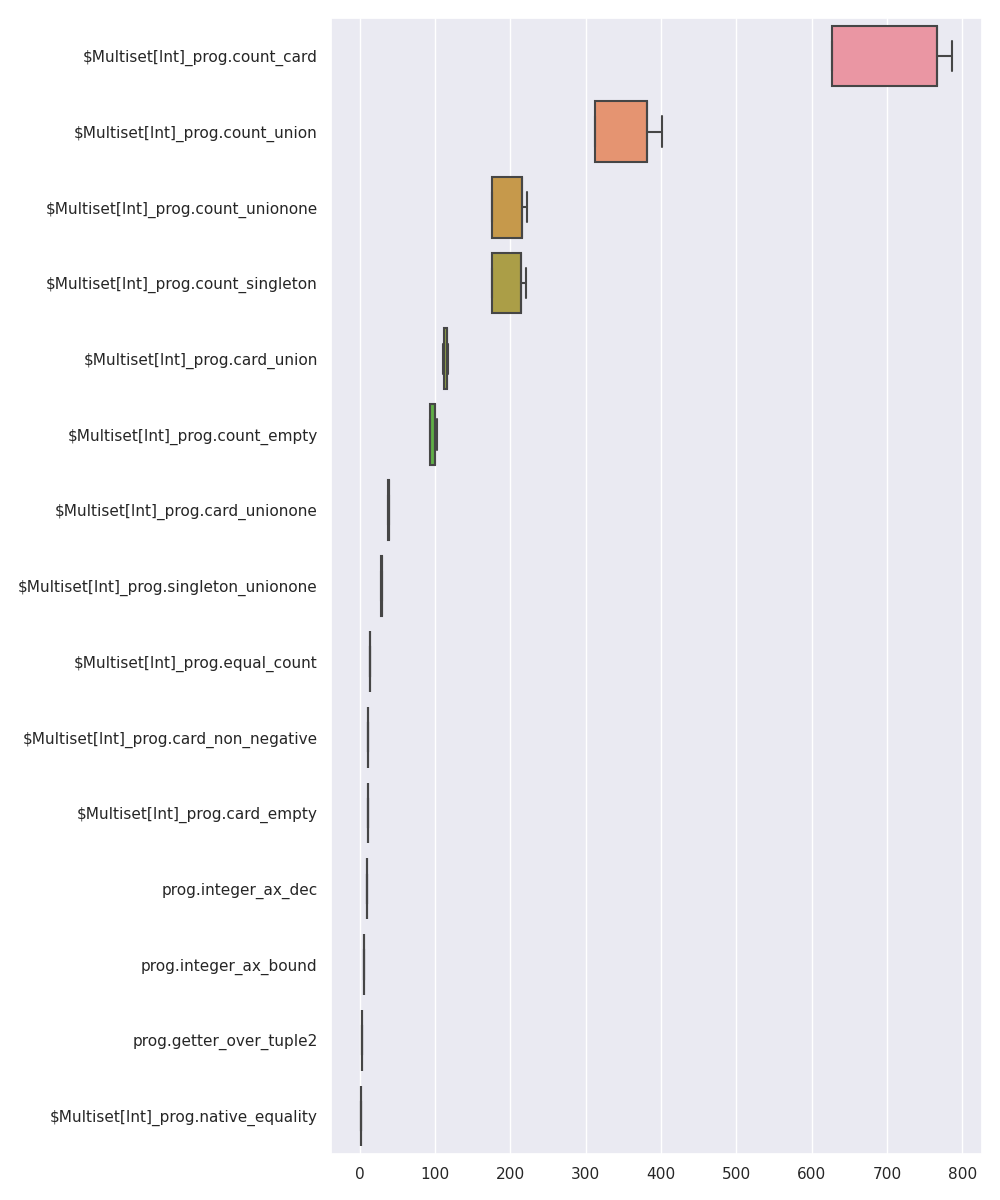 $Multiset[Int]_prog.count_card
$Multiset[Int]_prog.count_union
$Multiset[Int]_prog.count_unionone
$Multiset[Int]_prog.count_singleton
$Multiset[Int]_prog.card_union
$Multiset[Int]_prog.count_empty
$Multiset[Int]_prog.card_unionone
$Multiset[Int]_prog.singleton_unionone
$Multiset[Int]_prog.equal_count
$Multiset[Int]_prog.card_non_negative
$Multiset[Int]_prog.card_empty
prog.integer_ax_dec
prog.integer_ax_bound
prog.getter_over_tuple2
$Multiset[Int]_prog.native_equality
0 100 200 300 400 500 600 700 800